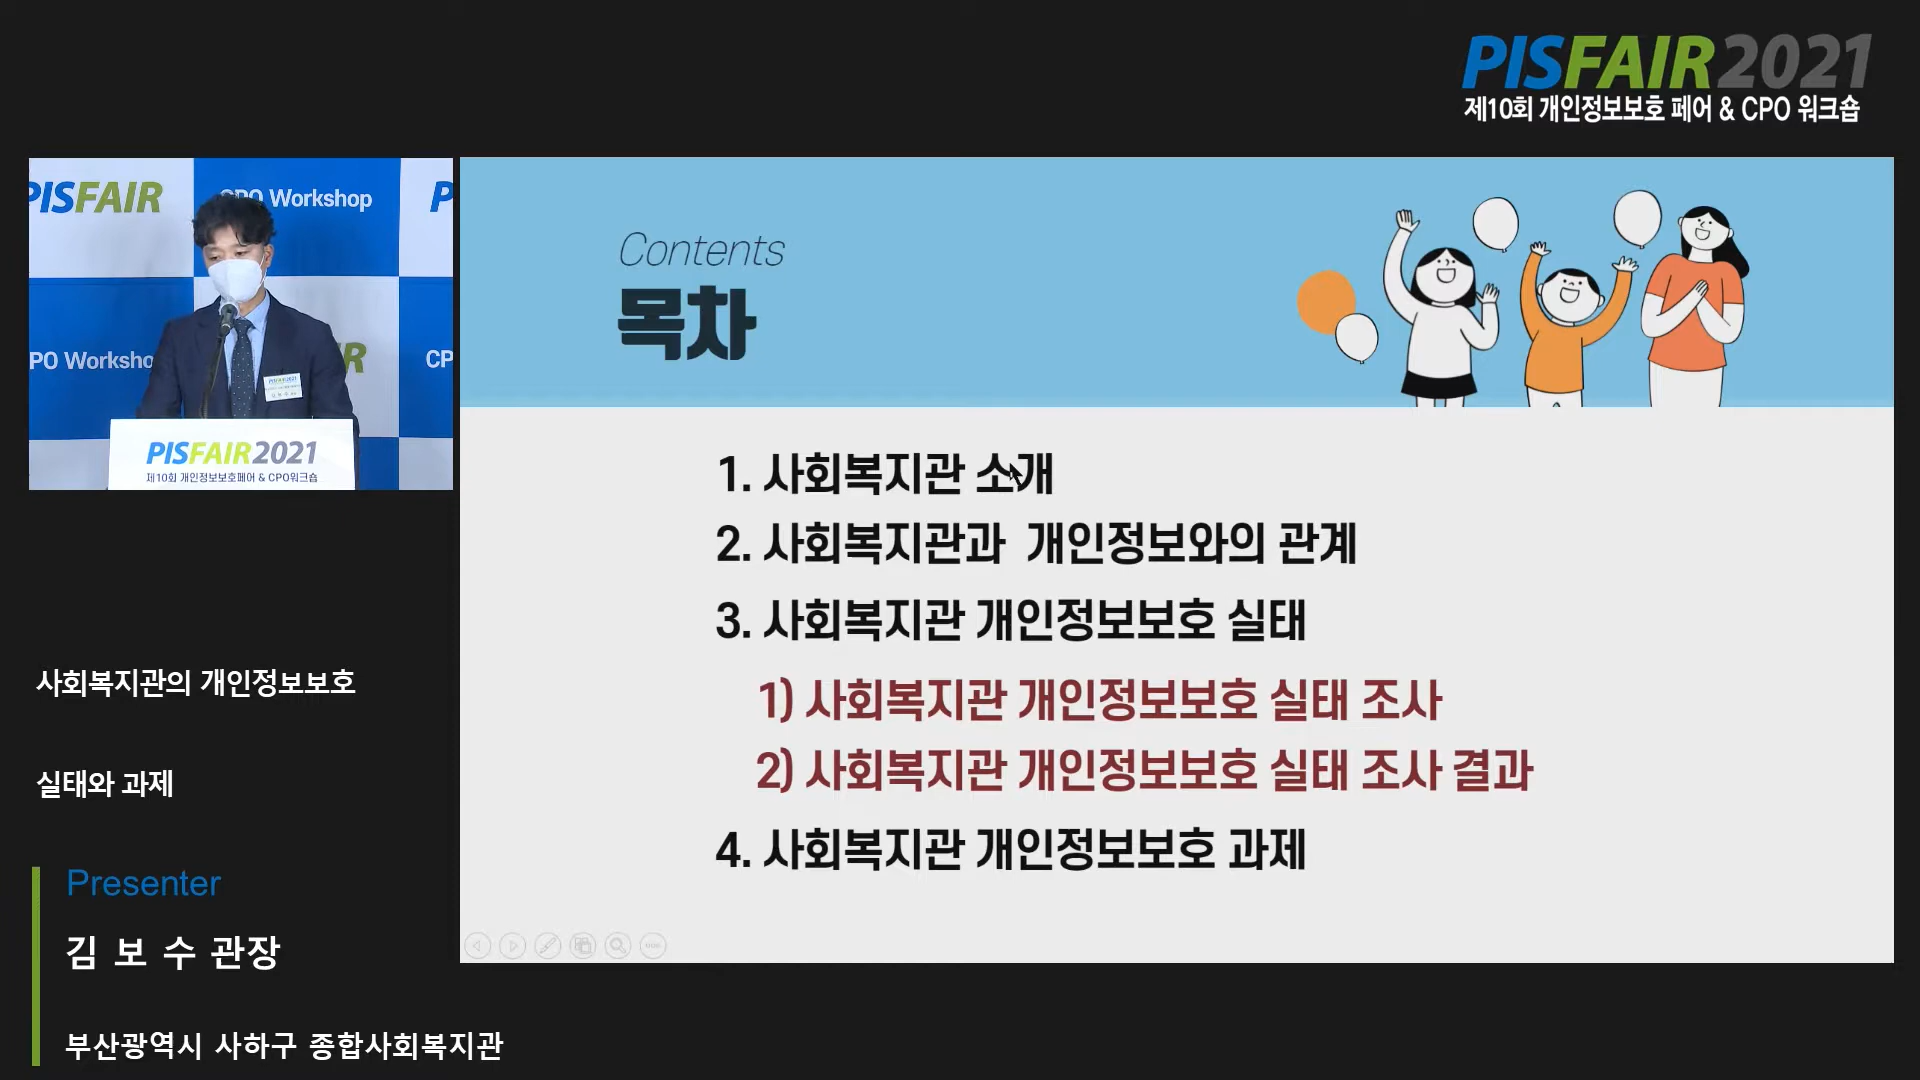 PISFAIR2021
제10회 개인정보보호 페어 & CPO 워크숍
PISFAIR
CPO Workshop
P
PO Worksho
R
CP
PISFAIR2021
제10회 개인정보보호페어 & CPO워크숍
Contents
목차
1. 사회복지관 소개
2. 사회복지관과 개인정보와의 관계
3. 사회복지관 개인정보보호 실태
1) 사회복지관 개인정보보호 실태 조사
2) 사회복지관 개인정보보호 실태 조사 결과
4. 사회복지관 개인정보보호 과제
사회복지관의 개인정보보호
실태와 과제
Presenter
김 보 수 관장
부산광역시 사하구 종합사회복지관